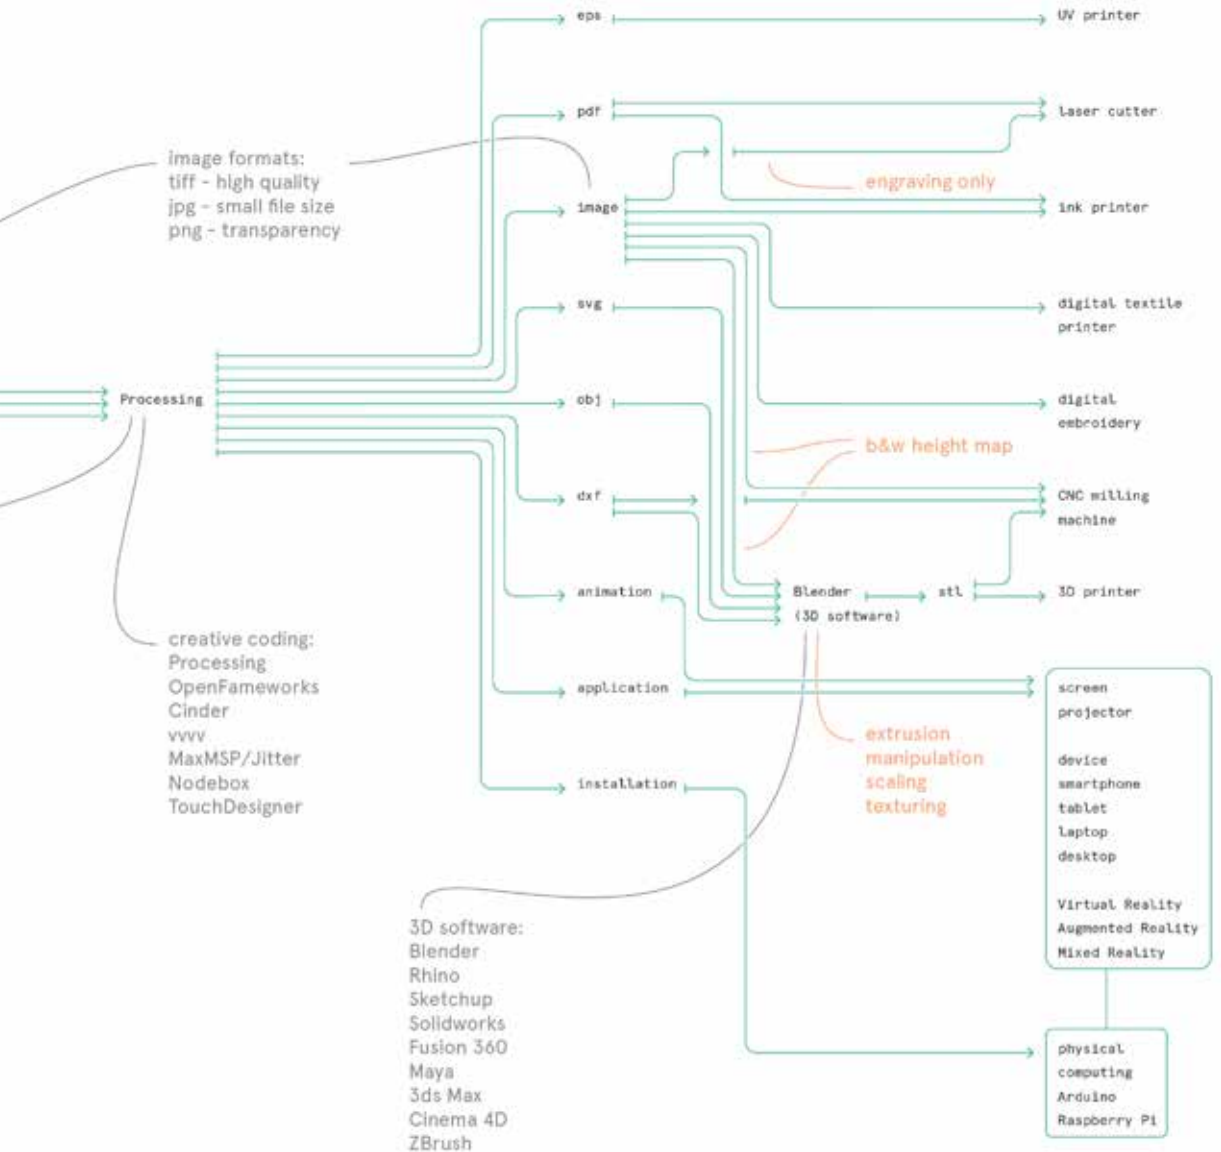 eps
UV printer
pdf
laser cutter
image formats:
tiff - high quality
jpg - small file size
png - transparency
engraving only
image
ink printer
svg
digital textile
printer
Processing
obj
digital
embroidery
b&w height map
dxf
CNC milling
machine
animation
Blender
(3D software)
stl
3D printer
creative coding:
Processing
OpenFameworks
Cinder
vvvv
MaxMSP/Jitter
Nodebox
TouchDesigner
application
extrusion
manipulation
scaling
texturing
installation
screen
projector
device
smartphone
tablet
laptop
desktop
Virtual Reality
Augmented Reality
Mixed Reality
3D software:
Blender
Rhino
Sketchup
Solidworks
Fusion 360
Maya
3ds Max
Cinema 4D
ZBrush
physical
computing
Arduino
Raspberry Pi